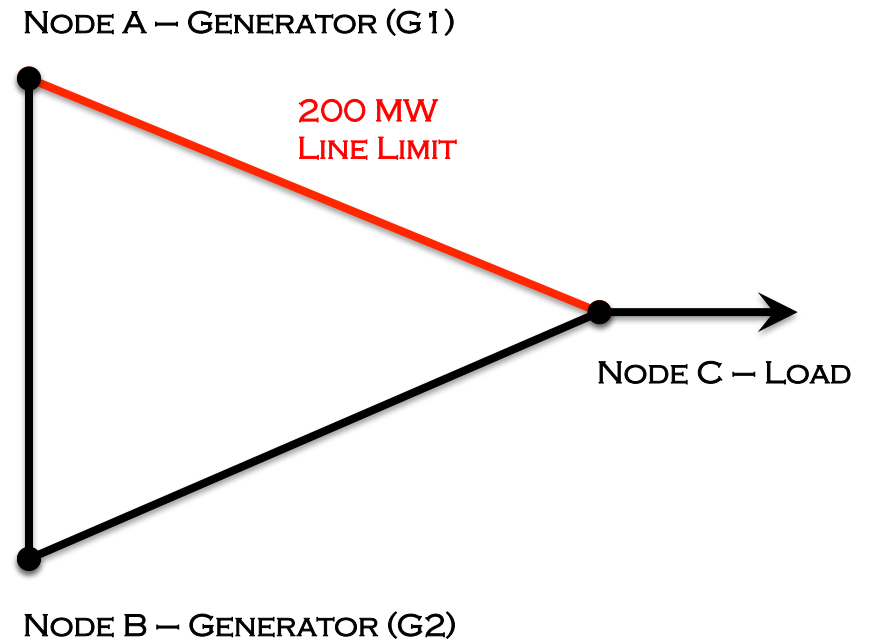 Node A – Generator (G1)
200 MW
Line Limit
Node C – Load
Node B – Generator (G2)